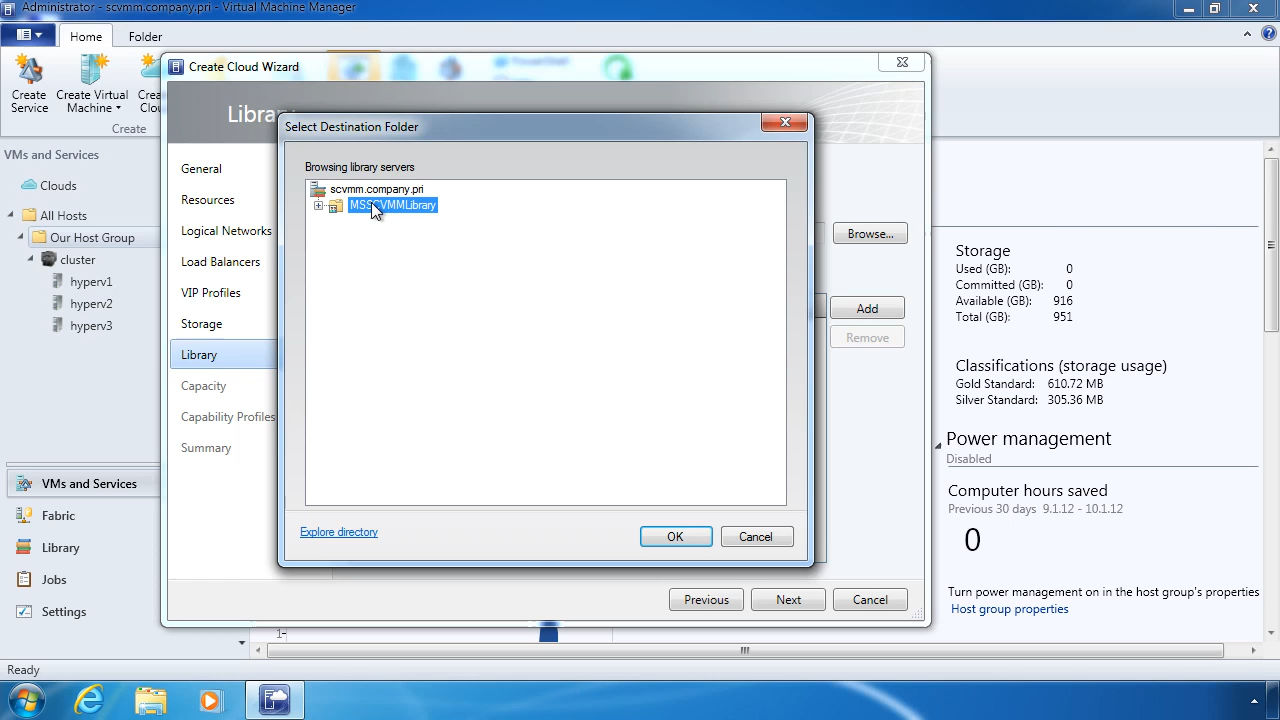 Administrator - scvmm.company.pri - Virtual Machine Manager
Home
Folder
Create Service
Create Virtual Machine
Create
VMs and Services
Clouds
All Hosts
Our Host Group
cluster
hyperv1
hyperv2
hyperv3
VMs and Services
Fabric
Library
Jobs
Settings
Create Cloud Wizard
General
Resources
Logical Networks
Load Balancers
VIP Profiles
Storage
Library
Capacity
Capability Profiles
Summary
Select Destination Folder
Browsing library servers
scvmm.company.pri
MSSCVMMLibrary
Explore directory
OK
Cancel
Browse...
Add
Remove
Previous
Next
Cancel
Storage
Used (GB): 0
Committed (GB): 0
Available (GB): 916
Total (GB): 951
Classifications (storage usage)
Gold Standard: 610.72 MB
Silver Standard: 305.36 MB
Power management
Disabled
Computer hours saved
Previous 30 days 9.1.12 - 10.1.12
0
Turn power management on in the host group's properties
Host group properties
1
Ready